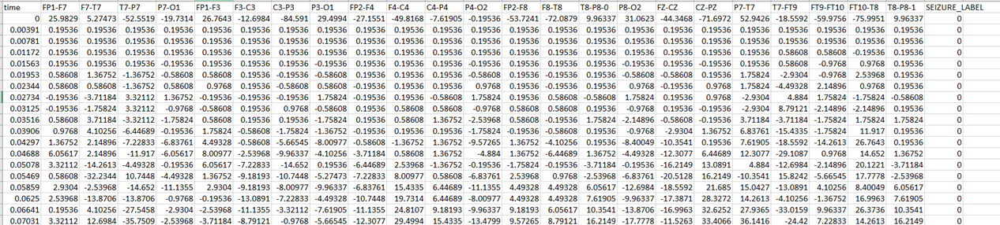 time FP1-F7 F7-T7 T7-P7 P7-O1 FP1-F3 F3-C3 C3-P3 P3-O1 FP2-F4 F4-C4 C4-P4 P4-O2 FP2-F8 F8-T8 T8-P8-0 P8-O2 FZ-CZ CZ-PZ P7-T7 T7-FT9 FT9-FT10 FT10-T8 T8-P8-1 SEIZURE_LABEL
0 25.9829 5.27473 -52.5519 -19.7314 26.7643 -12.6984 -84.591 29.4994 -27.1551 -49.8168 -7.61905 -0.19536 -53.7241 -72.0879 9.96337 31.0623 -44.3468 -71.6972 52.9426 -18.5592 -59.9756 -75.9951 9.96337 0
0.00391 0.19536 0.19536 0.19536 0.19536 0.19536 0.19536 0.19536 0.19536 0.19536 0.19536 0.19536 0.19536 0.19536 0.19536 0.19536 0.19536 0.19536 0.19536 0.19536 0.19536 0.19536 0.19536 0.19536 0
0.00781 0.19536 0.19536 0.19536 0.19536 0.19536 0.19536 0.19536 0.19536 0.19536 0.19536 0.19536 0.19536 0.19536 0.19536 0.19536 0.19536 0.19536 0.19536 0.19536 0.19536 0.19536 0.19536 0.19536 0
0.01172 0.19536 0.19536 0.19536 0.19536 0.19536 0.19536 0.19536 0.19536 0.19536 0.19536 0.19536 0.19536 0.19536 0.19536 0.19536 0.19536 0.19536 0.19536 0.19536 0.58608 0.58608 -0.19536 0.19536 0
0.01563 0.19536 0.19536 0.19536 -0.19536 0.19536 0.19536 0.19536 -0.19536 0.19536 0.19536 0.19536 0.19536 0.19536 0.19536 0.19536 0.19536 0.19536 0.19536 -0.19536 0.58608 -0.9768 0.9768 0.19536 0
0.01953 0.58608 1.36752 -1.36752 -0.58608 0.19536 0.19536 0.19536 -0.58608 0.19536 0.19536 0.19536 -0.58608 0.19536 0.19536 0.19536 -0.58608 0.19536 0.19536 1.75824 -2.9304 -0.9768 2.53968 0.19536 0
0.02344 0.58608 0.58608 -1.36752 0.58608 0.9768 0.19536 -0.58608 0.58608 0.19536 0.19536 -0.58608 0.9768 0.19536 0.19536 -0.19536 0.9768 -0.19536 0.9768 1.75824 -4.49328 2.14896 0.9768 -0.19536 0
0.02734 -0.19536 -3.71184 3.32112 1.36752 -0.19536 -0.19536 -0.19536 1.75824 -0.19536 0.19536 -0.58608 1.75824 0.19536 0.58608 -0.58608 1.75824 0.19536 0.9768 -2.9304 4.884 1.75824 -1.75824 -0.58608 0
0.03125 -0.19536 -1.75824 3.32112 -0.9768 -0.58608 0.19536 0.9768 -0.58608 0.19536 0.58608 0.58608 -0.9768 0.58608 0.19536 0.19536 -0.9768 0.19536 -0.19536 -2.9304 8.79121 -2.14896 -2.14896 0.19536 0
0.03516 0.58608 3.71184 -3.32112 -1.75824 0.58608 0.19536 0.19536 -1.75824 0.19536 0.58608 1.36752 -2.53968 0.58608 -0.19536 1.75824 -2.14896 -0.58608 -0.19536 3.71184 -3.71184 -1.75824 1.75824 1.75824 0
0.03906 0.9768 4.10256 -6.44689 -0.19536 1.75824 -0.58608 -1.75824 -1.36752 -0.19536 0.19536 0.19536 -1.75824 -0.19536 -0.58608 0.19536 -0.58608 -0.9768 -2.9304 1.36752 6.83761 -15.4335 -1.75824 11.917 0.19536 0
0.04297 1.36752 2.14896 -7.22833 -6.83761 4.49328 -0.58608 -5.66545 -8.00977 -0.58608 -1.36752 0.19536 -9.57265 1.36752 -4.10256 0.19536 -8.40049 -10.3541 0.19536 7.61905 -18.5592 -14.2613 26.7643 0.19536 0
0.04688 6.05617 2.14896 -11.917 -6.05617 8.00977 -2.53968 -9.96337 -4.10256 -3.71184 0.58608 1.36752 -4.884 1.36752 -6.44689 1.36752 -4.49328 -12.3077 6.44689 12.3077 -29.1087 0.9768 14.652 1.36752 0
0.05078 3.32112 -14.2613 -4.49328 -0.19536 6.05617 -7.22833 -14.652 0.19536 -6.44689 2.53968 -1.36752 -0.19536 -1.75824 -0.19536 -3.71184 -0.19536 -16.2149 13.0891 4.884 -12.6984 -2.14896 20.1221 -3.71184 0
0.05469 0.58608 -32.2344 10.7448 -4.49328 1.36752 -9.18193 -10.7448 -5.27473 -7.22833 8.00977 0.58608 -6.83761 2.53968 0.9768 -2.53968 -6.83761 -20.5128 16.2149 -10.3541 15.8242 -5.66545 17.7778 -2.53968 0
0.05859 2.9304 -2.53968 -14.652 -11.1355 2.9304 -9.18193 -8.00977 -9.96337 -6.83761 15.4335 6.44689 -11.1355 4.49328 4.49328 6.05617 -12.6984 -18.5592 21.685 15.0427 -13.0891 4.10256 8.40049 6.05617 0
0.0625 2.53968 -13.8706 -13.8706 -0.9768 -0.19536 -13.0891 -7.22833 -4.49328 -10.7448 19.7314 6.44689 -8.00977 4.49328 4.49328 7.61905 -9.96337 -17.3871 28.3272 14.2613 -4.10256 -1.36752 16.9963 7.61905 0
0.06641 0.19536 4.10256 -27.5458 -2.9304 -2.53968 -11.1355 -3.32112 -7.61905 -11.1355 24.8107 9.18193 -9.96337 9.18193 6.05617 10.3541 -13.8706 -16.9963 32.6252 27.9365 -33.0159 9.96337 26.3736 10.3541 0
0.07031 3.32112 12.6984 -35.7509 -2.53968 -3.71184 -8.79121 -0.9768 -5.66545 -12.3077 29.4994 15.4335 -13.4799 9.57265 8.79121 16.2149 -17.7778 -11.5263 33.4066 36.1416 -24.42 7.22833 14.2613 16.2149 0